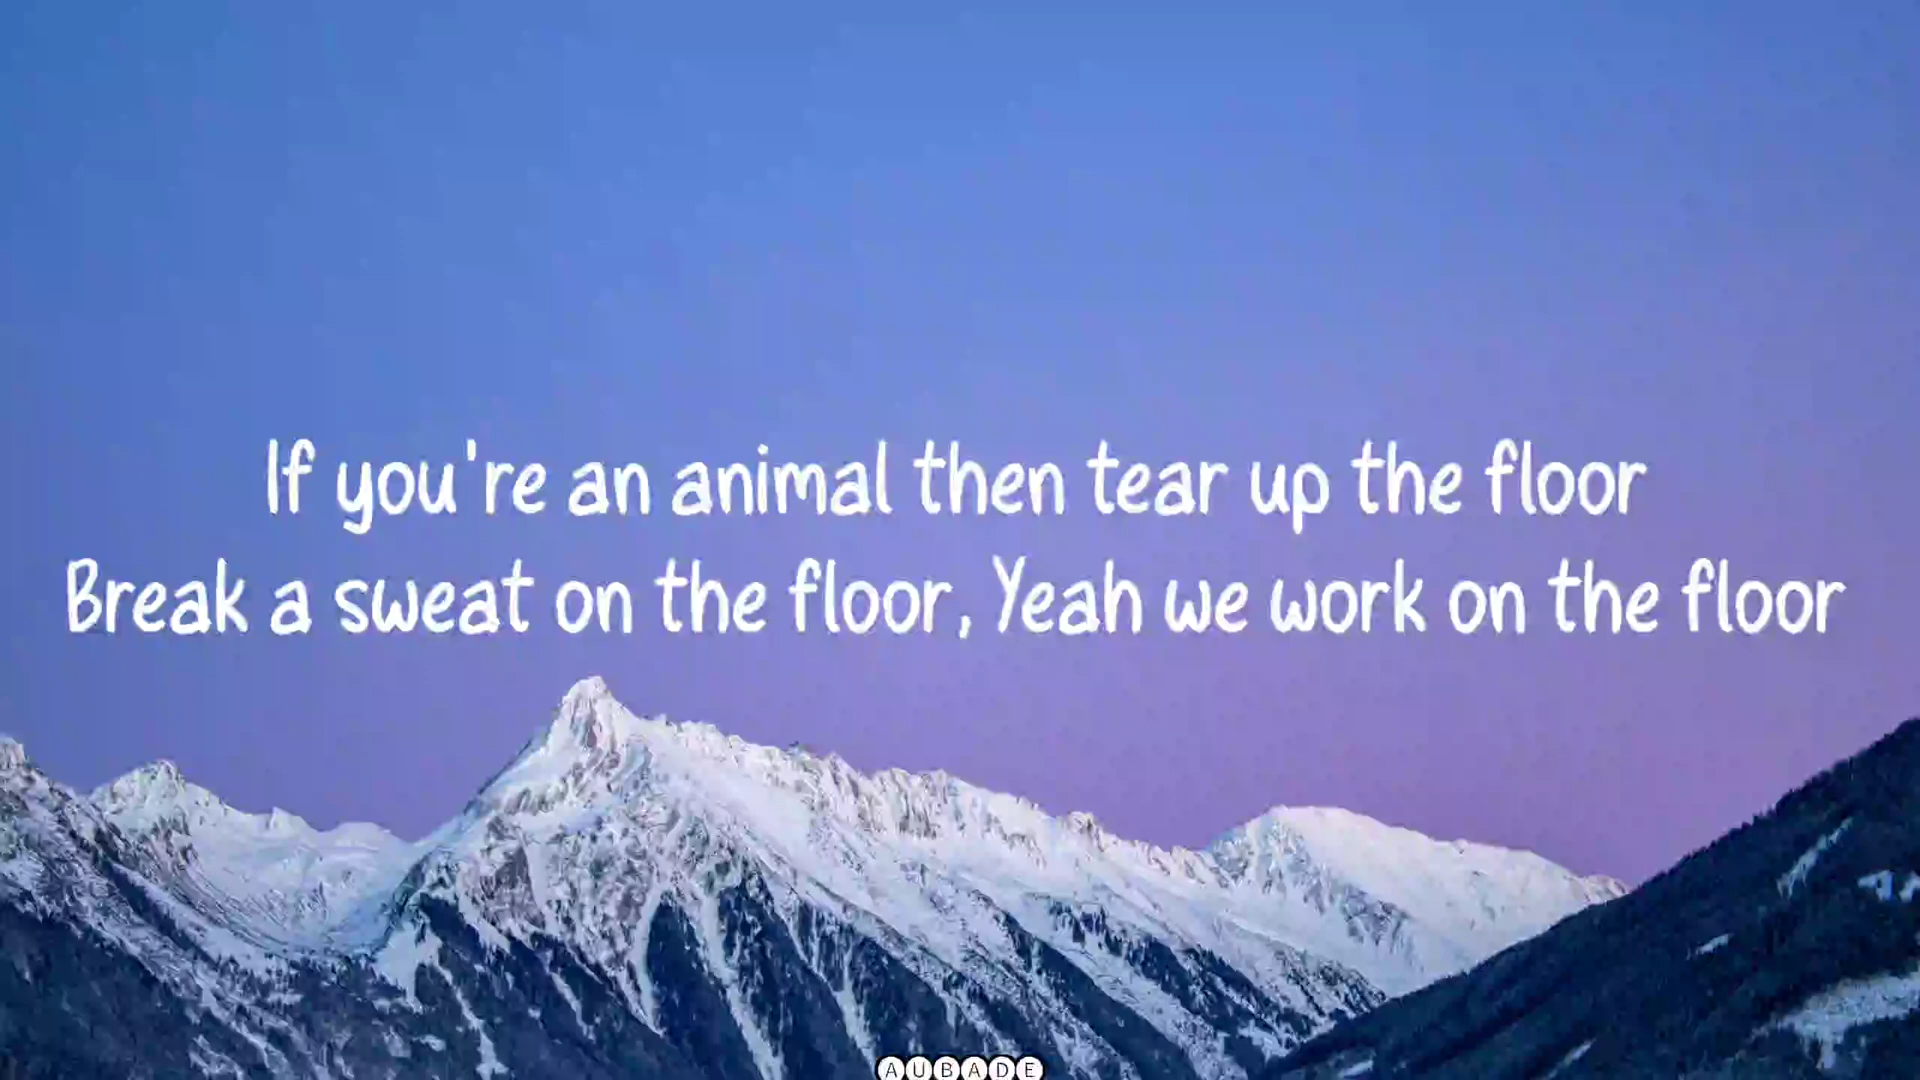 If you're an animal then tear up the floor
Break a sweat on the floor, Yeah we work on the floor
AUBADE